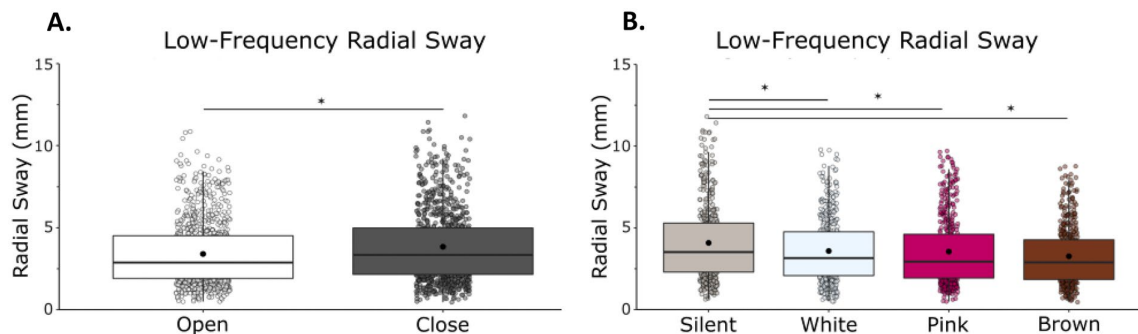 A.
Low-Frequency Radial Sway
Radial Sway (mm)
15
10
5
0
*
Open Close
B.
Low-Frequency Radial Sway
Radial Sway (mm)
15
10
5
0
*
*
*
Silent White Pink Brown